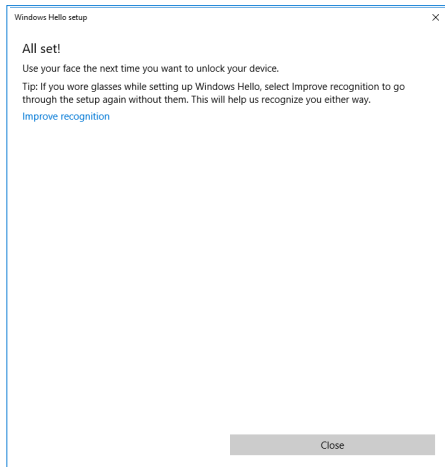 Windows Hello setup
All set!
Use your face the next time you want to unlock your device.
Tip: If you wore glasses while setting up Windows Hello, select Improve recognition to go
through the setup again without them. This will help us recognize you either way.
Improve recognition
Close